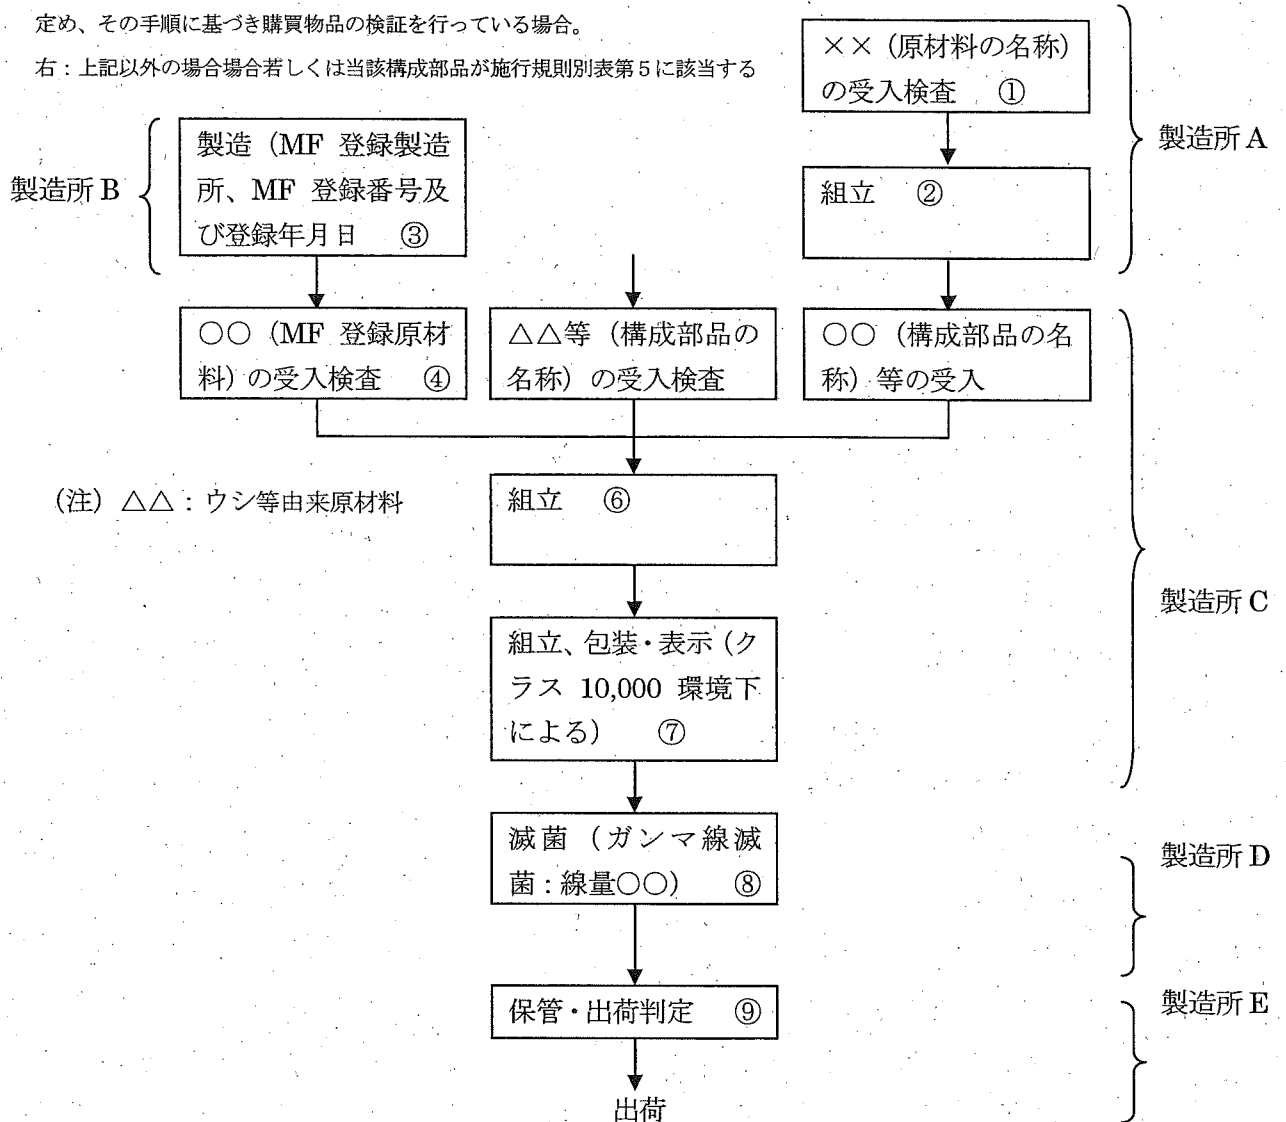 定め、その手順に基づき購買物品の検証を行っている場合。
右：上記以外の場合場合若しくは当該構成部品が施行規則別表第５に該当する
××（原材料の名称）
の受入検査　①
製造所 A
組立　②
製造所 B
製造（MF 登録製造
所、MF 登録番号及
び登録年月日　③
○○（MF 登録原材
料）の受入検査　④
△△等（構成部品の
名称）の受入検査
○○（構成部品の名
称）等の受入
（注）△△：ウシ等由来原材料
組立　⑥
製造所 C
組立、包装・表示（ク
ラス 10,000 環境下
による）　⑦
滅菌（ガンマ線滅
菌：線量○○）　⑧
製造所 D
保管・出荷判定　⑨
製造所 E
出荷